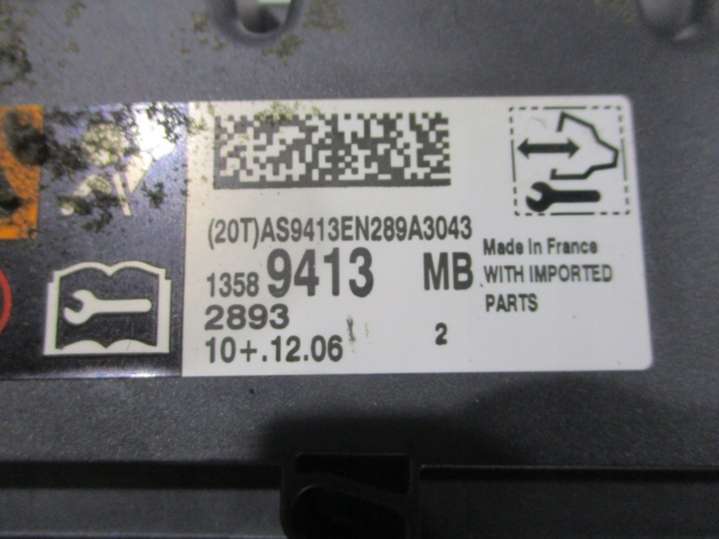 (20T)AS9413EN289A3043
1358 9413 MB
2893
10+.12.06 2
Made In France
WITH IMPORTED
PARTS